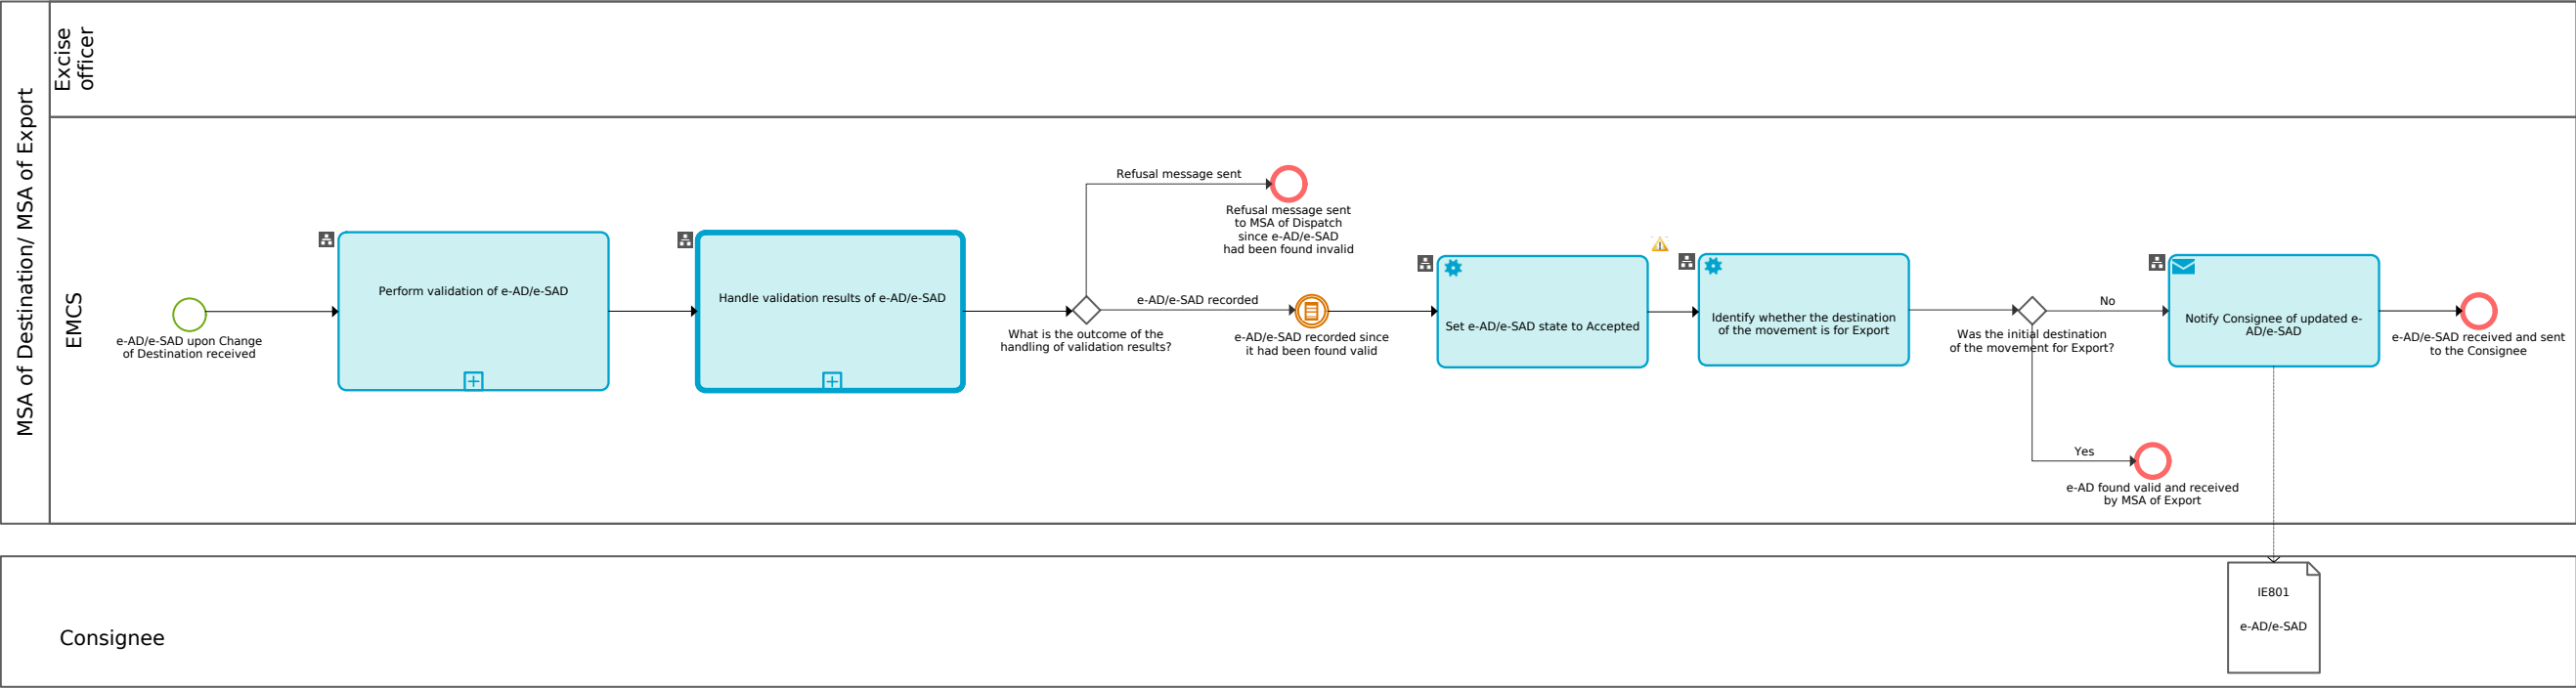 MSA of Destination/ MSA of Export
Excise
officer
EMCS
e-AD/e-SAD upon Change
of Destination received
Perform validation of e-AD/e-SAD
Handle validation results of e-AD/e-SAD
What is the outcome of the
handling of validation results?
Refusal message sent
Refusal message sent
to MSA of Dispatch
since e-AD/e-SAD
had been found invalid
e-AD/e-SAD recorded
e-AD/e-SAD recorded since
it had been found valid
Set e-AD/e-SAD state to Accepted
Identify whether the destination
of the movement is for Export
Was the initial destination
of the movement for Export?
No
Notify Consignee of updated e-
AD/e-SAD
e-AD/e-SAD received and sent
to the Consignee
Yes
e-AD found valid and received
by MSA of Export
Consignee
IE801
e-AD/e-SAD